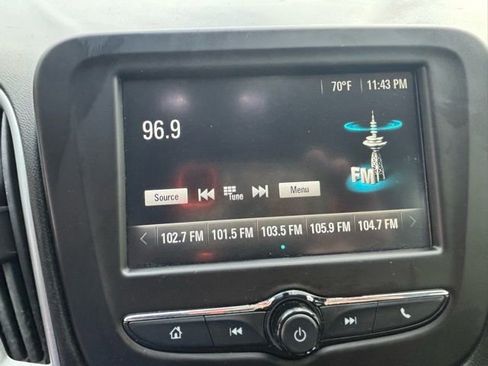 70°F 11:43 PM
96.9
FM
Source Tune Menu
102.7 FM 101.5 FM 103.5 FM 105.9 FM 104.7 FM